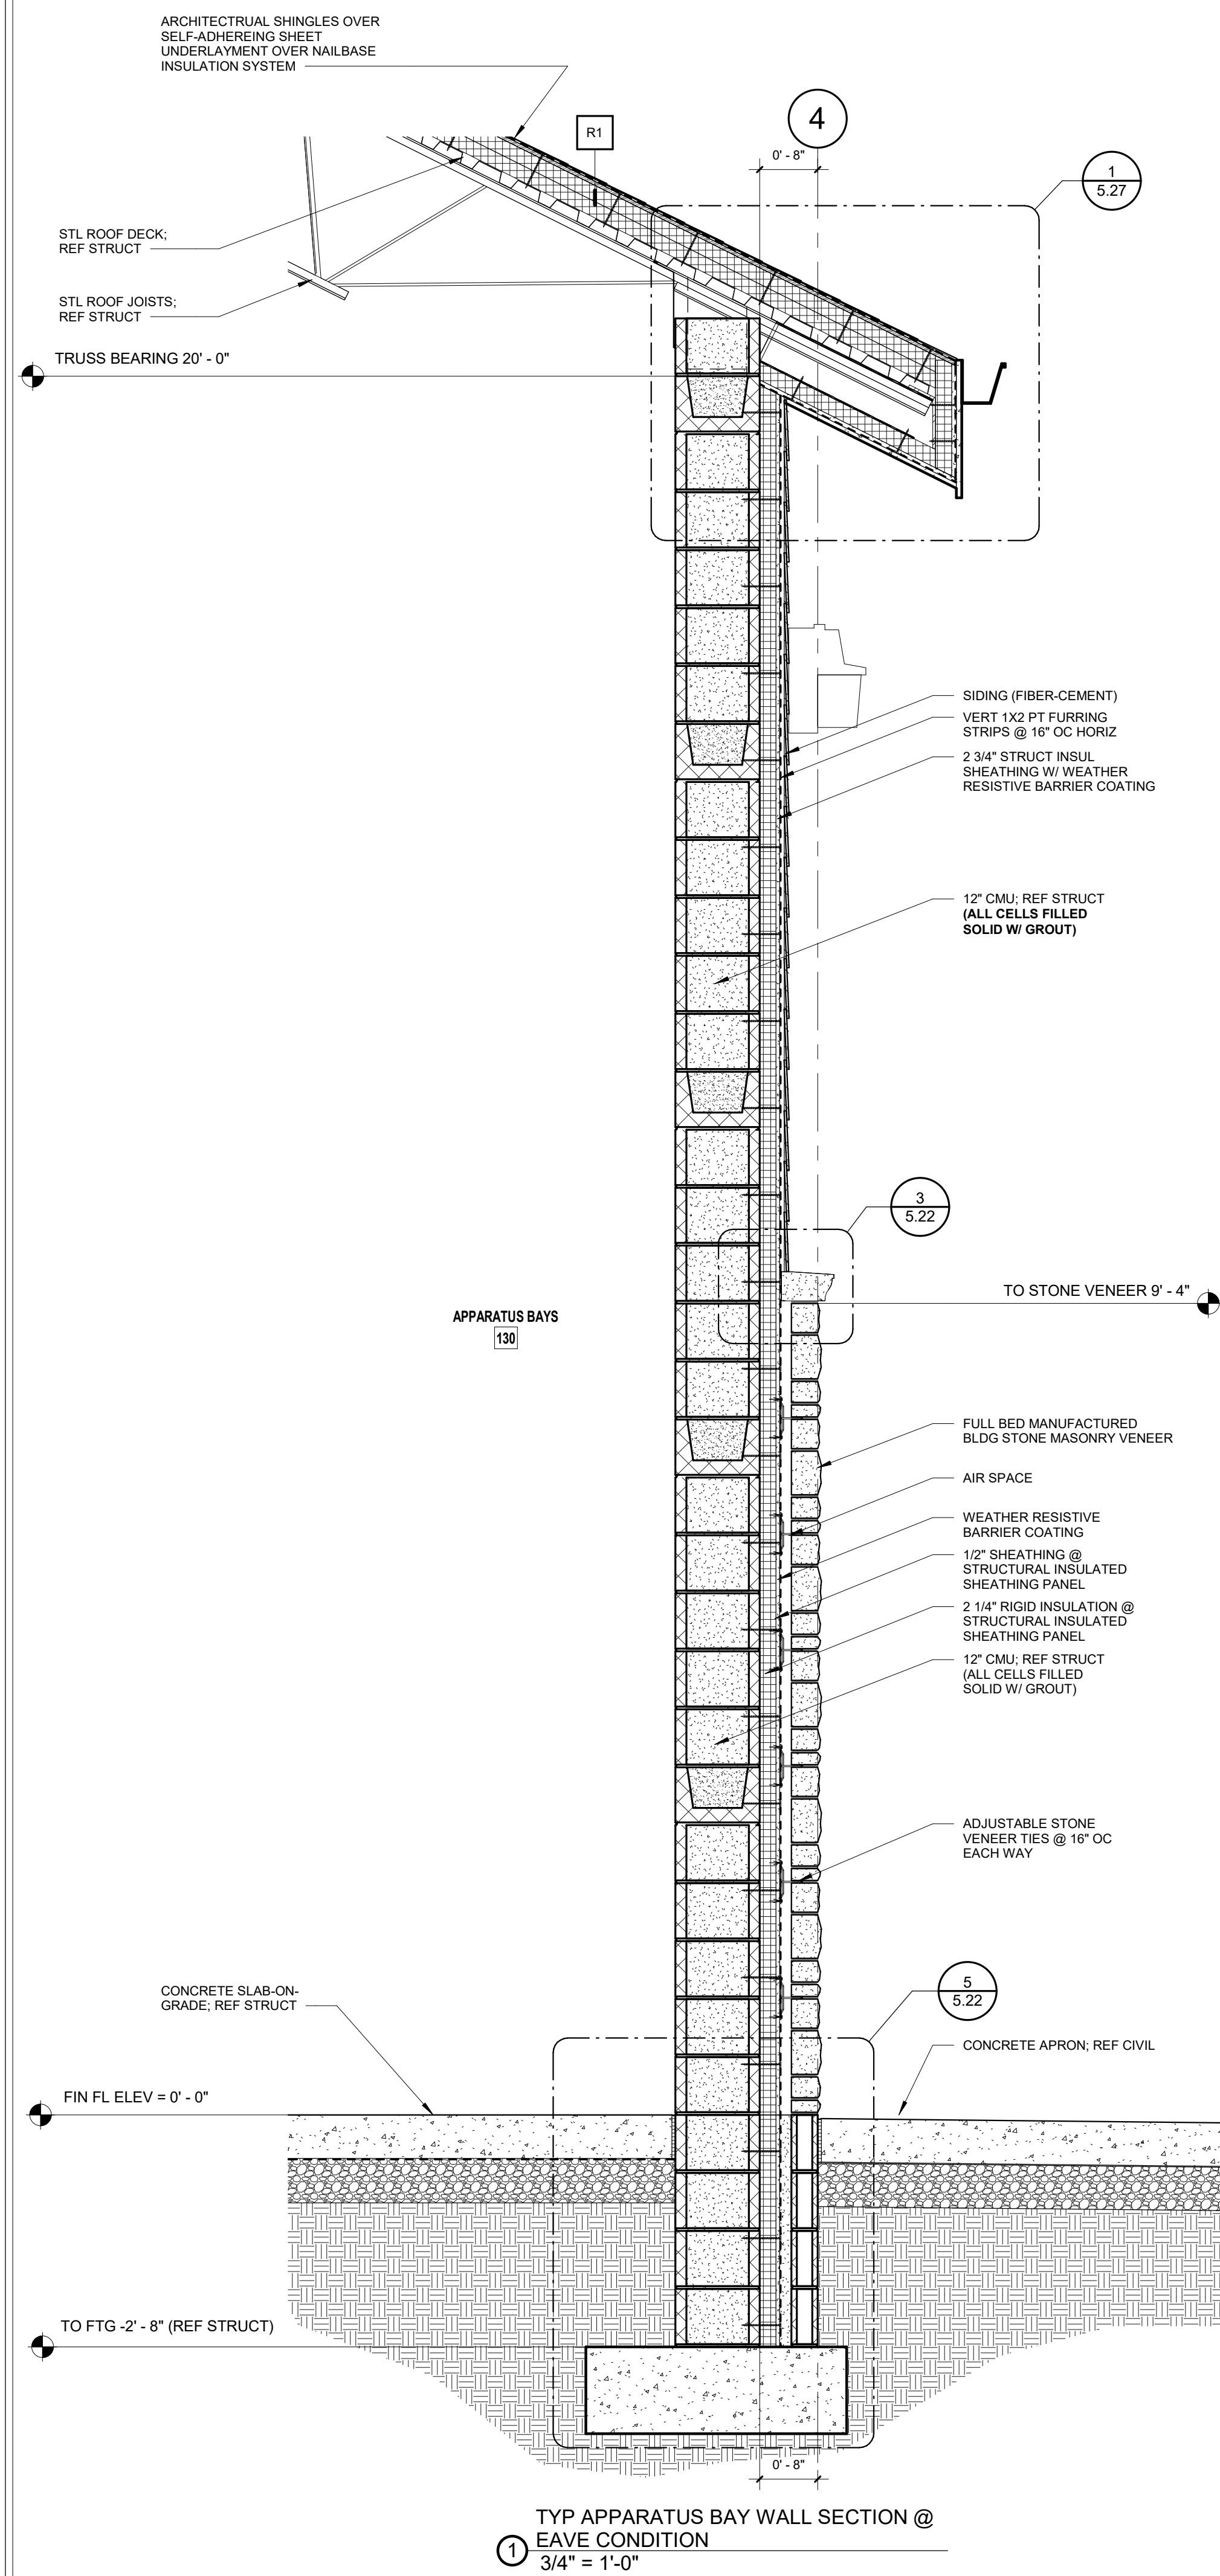 ARCHITECTRUAL SHINGLES OVER
SELF-ADHEREING SHEET
UNDERLAYMENT OVER NAILBASE
INSULATION SYSTEM
R1
4
0' - 8"
1
5.27
STL ROOF DECK;
REF STRUCT
STL ROOF JOISTS;
REF STRUCT
TRUSS BEARING 20' - 0"
SIDING (FIBER-CEMENT)
VERT 1X2 PT FURRING
STRIPS @ 16" OC HORIZ
2 3/4" STRUCT INSUL
SHEATHING W/ WEATHER
RESISTIVE BARRIER COATING
12" CMU; REF STRUCT
(ALL CELLS FILLED
SOLID W/ GROUT)
3
5.22
TO STONE VENEER 9' - 4"
APPARATUS BAYS
130
FULL BED MANUFACTURED
BLDG STONE MASONRY VENEER
AIR SPACE
WEATHER RESISTIVE
BARRIER COATING
1/2" SHEATHING @
STRUCTURAL INSULATED
SHEATHING PANEL
2 1/4" RIGID INSULATION @
STRUCTURAL INSULATED
SHEATHING PANEL
12" CMU; REF STRUCT
(ALL CELLS FILLED
SOLID W/ GROUT)
ADJUSTABLE STONE
VENEER TIES @ 16" OC
EACH WAY
CONCRETE SLAB-ON-
GRADE; REF STRUCT
5
5.22
CONCRETE APRON; REF CIVIL
FIN FL ELEV = 0' - 0"
TO FTG -2' - 8" (REF STRUCT)
0' - 8"
TYP APPARATUS BAY WALL SECTION @
EAVE CONDITION
1
3/4" = 1'-0"